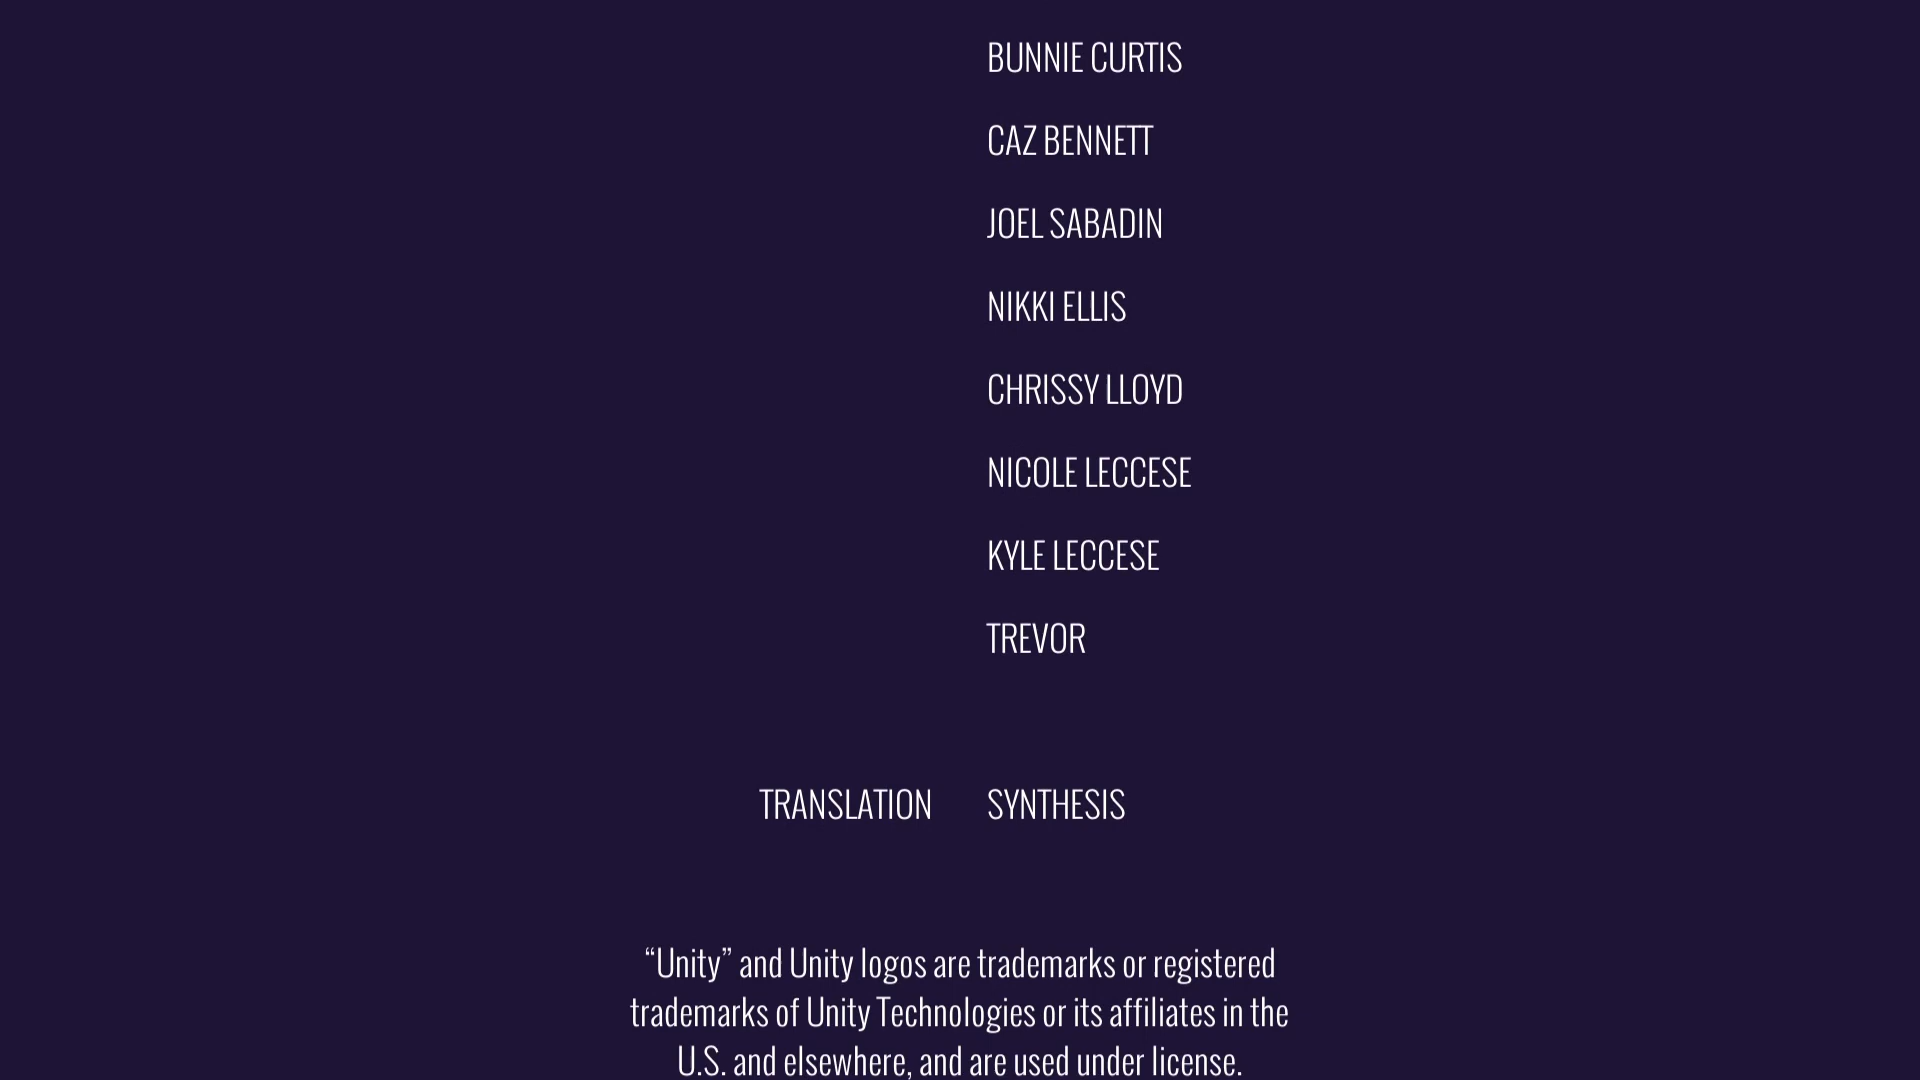 BUNNIE CURTIS
CAZ BENNETT
JOEL SABADIN
NIKKI ELLIS
CHRISSY LLOYD
NICOLE LECCESE
KYLE LECCESE
TREVOR
TRANSLATION SYNTHESIS
“Unity” and Unity logos are trademarks or registered
trademarks of Unity Technologies or its affiliates in the
U.S. and elsewhere, and are used under license.